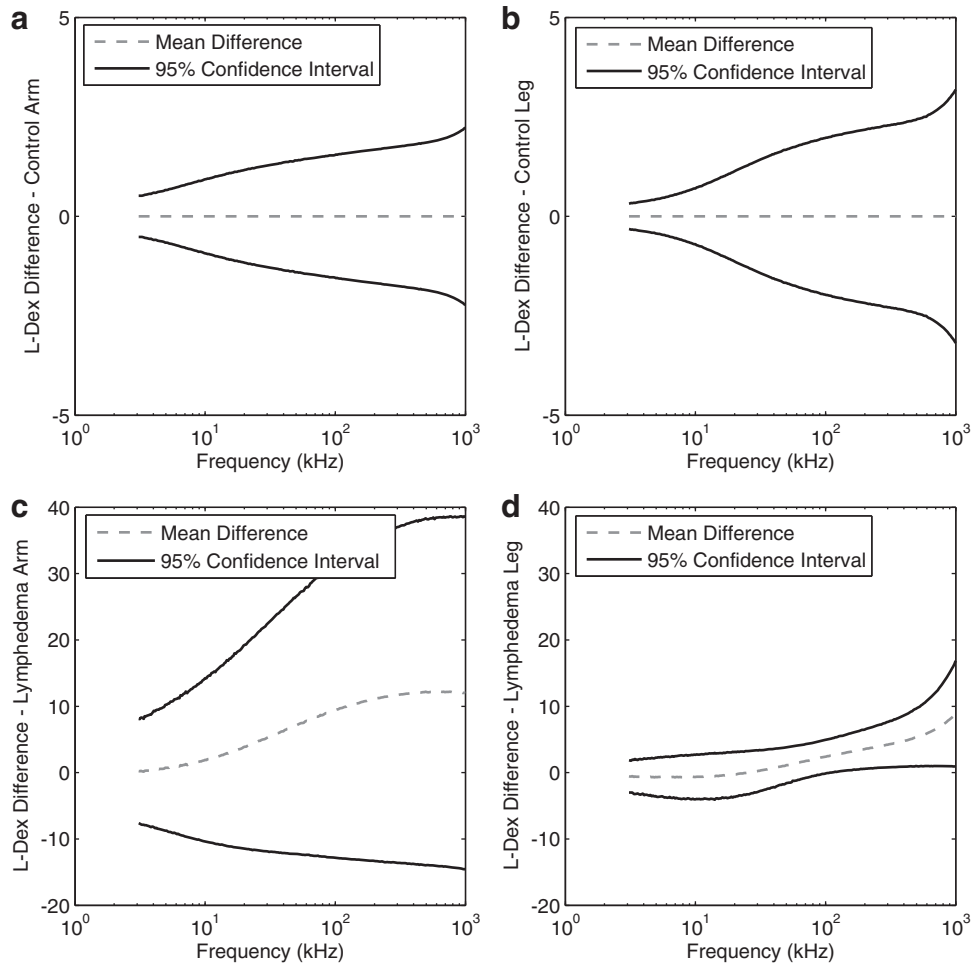 a
5
Mean Difference
95% Confidence Interval
L-Dex Difference - Control Arm
0
-5
10^0 10^1 10^2 10^3
Frequency (kHz)
b
5
Mean Difference
95% Confidence Interval
L-Dex Difference - Control Leg
0
-5
10^0 10^1 10^2 10^3
Frequency (kHz)
c
40
Mean Difference
95% Confidence Interval
L-Dex Difference - Lymphedema Arm
30
20
10
0
-10
-20
10^0 10^1 10^2 10^3
Frequency (kHz)
d
40
Mean Difference
95% Confidence Interval
L-Dex Difference - Lymphedema Leg
30
20
10
0
-10
-20
10^0 10^1 10^2 10^3
Frequency (kHz)